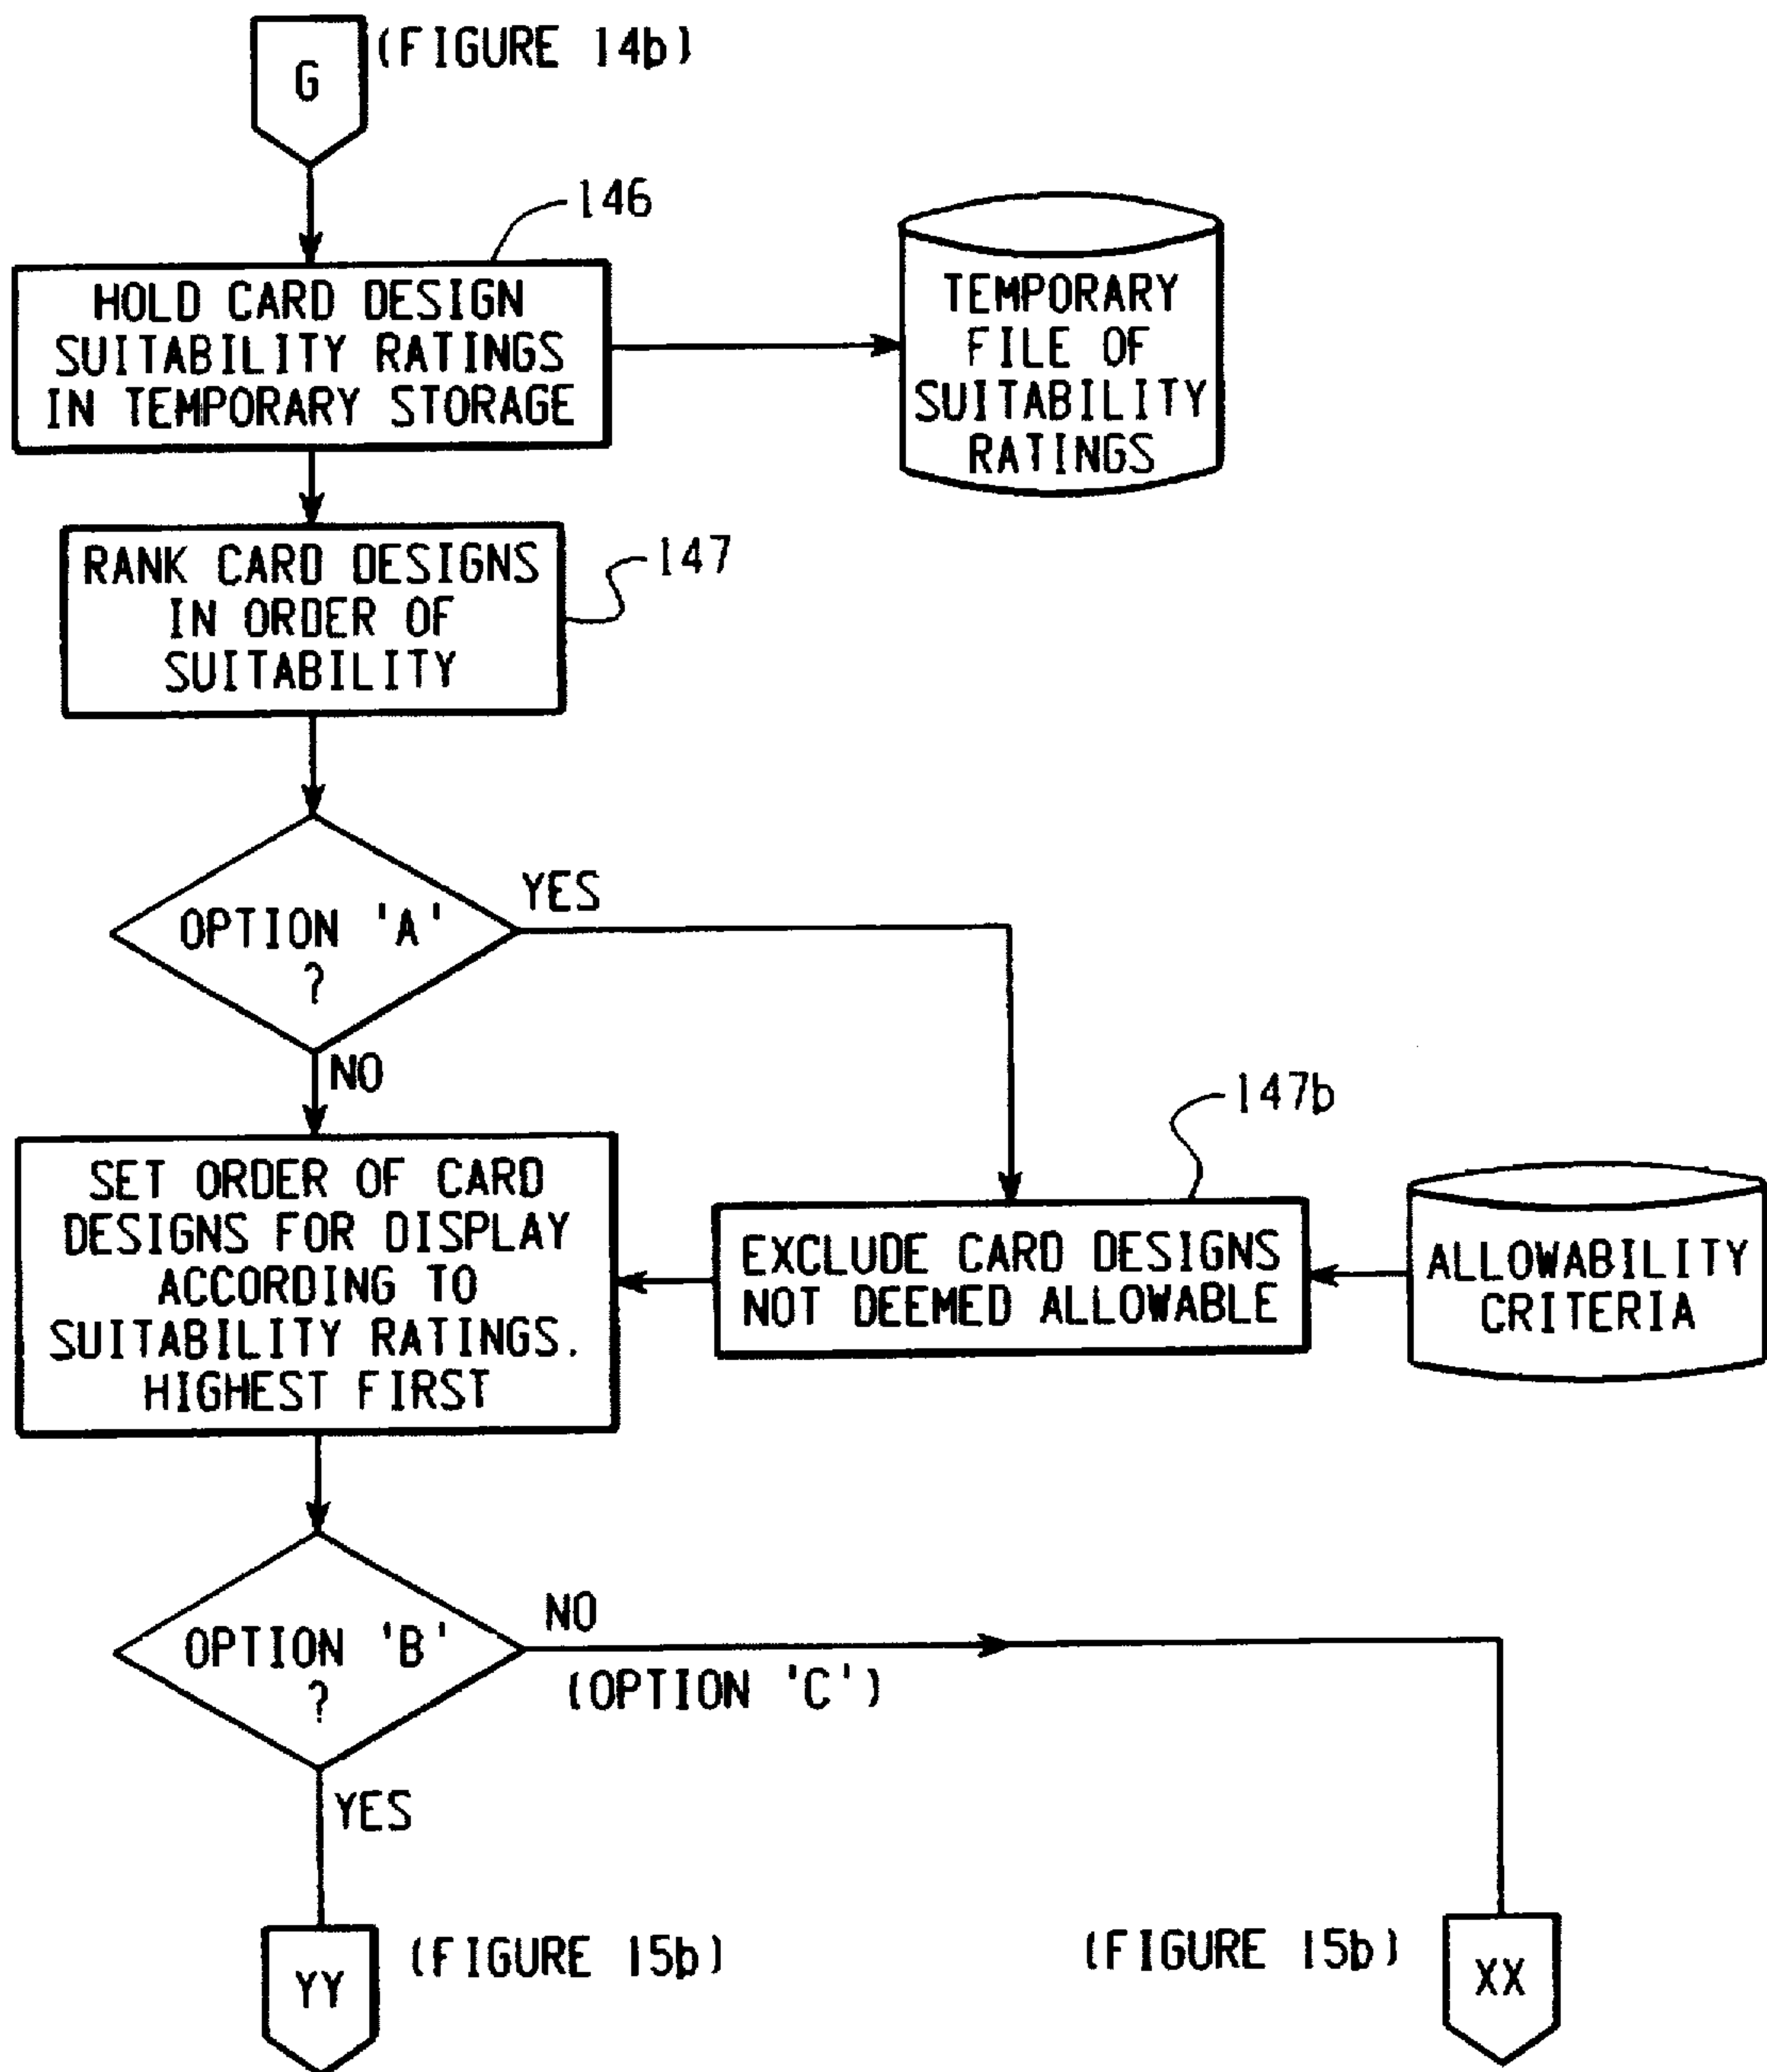 G
(FIGURE 14b)
146
HOLD CARD DESIGN
SUITABILITY RATINGS
IN TEMPORARY STORAGE
TEMPORARY
FILE OF
SUITABILITY
RATINGS
147
RANK CARD DESIGNS
IN ORDER OF
SUITABILITY
OPTION 'A'
?
YES
NO
147b
SET ORDER OF CARD
DESIGNS FOR DISPLAY
ACCORDING TO
SUITABILITY RATINGS.
HIGHEST FIRST
EXCLUDE CARD DESIGNS
NOT DEEMED ALLOWABLE
ALLOWABILITY
CRITERIA
OPTION 'B'
?
NO
(OPTION 'C')
YES
YY
(FIGURE 15b)
(FIGURE 15b)
XX